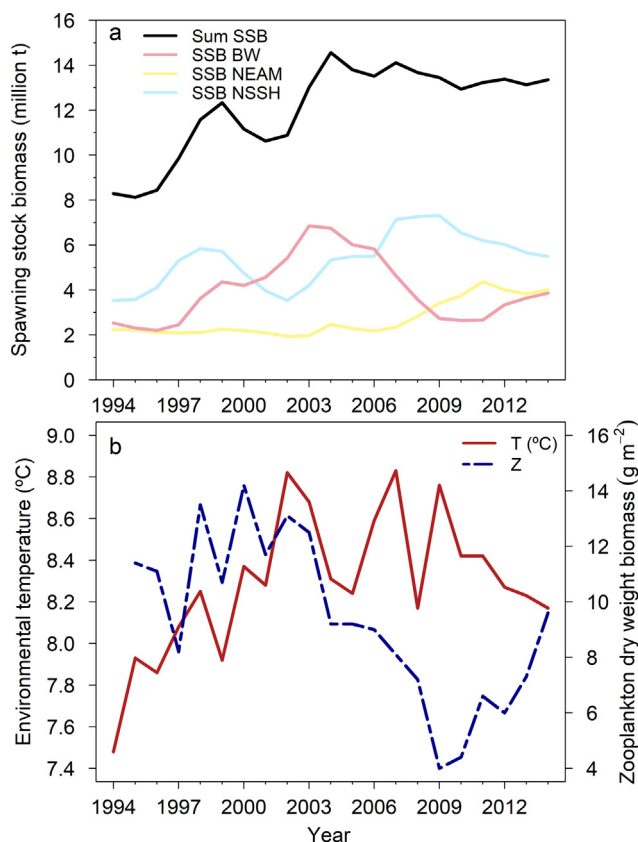 a
Sum SSB
SSB BW
SSB NEAM
SSB NSSH
Spawning stock biomass (million t)
16
14
12
10
8
6
4
2
0
1994 1997 2000 2003 2006 2009 2012
b
T (ºC)
Z
Environmental temperature (ºC)
9.0
8.8
8.6
8.4
8.2
8.0
7.8
7.6
7.4
Zooplankton dry weight biomass (g m⁻²)
16
14
12
10
8
6
4
1994 1997 2000 2003 2006 2009 2012
Year